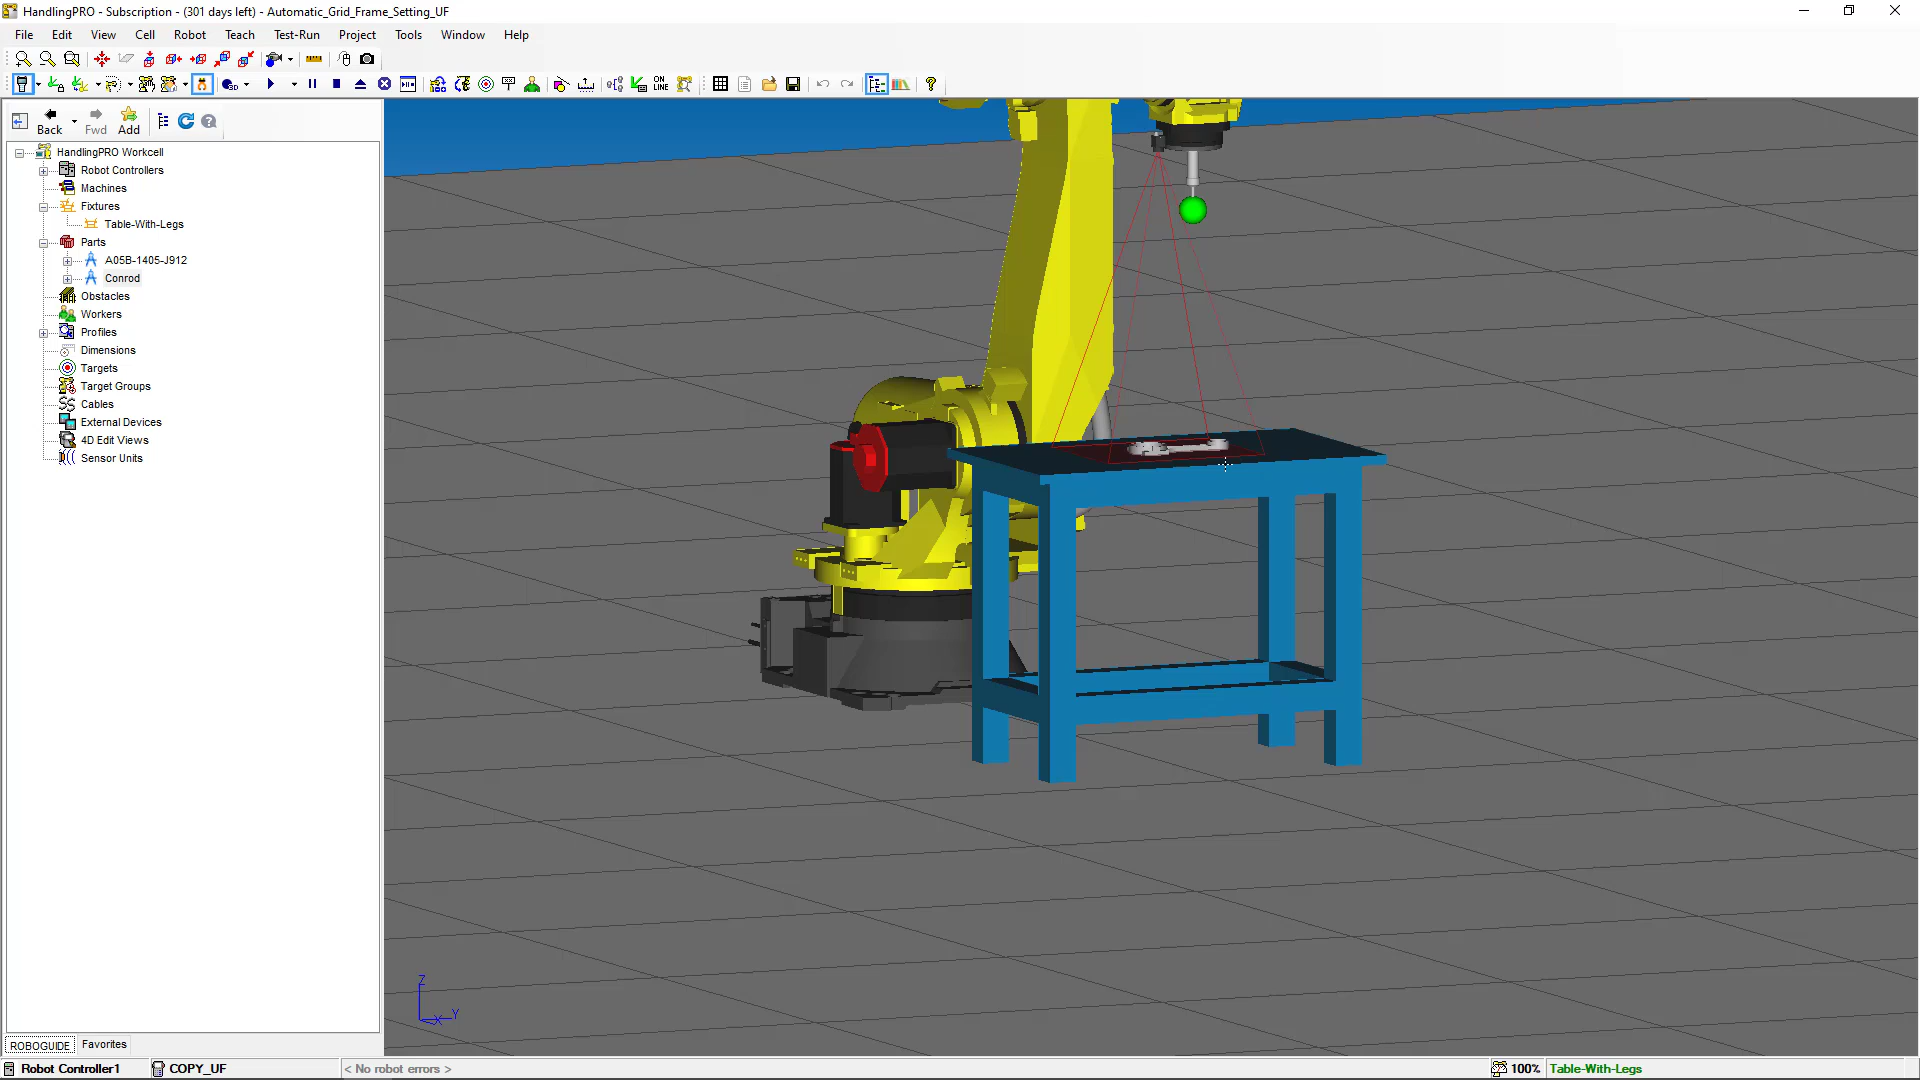 HandlingPRO - Subscription - (301 days left) - Automatic_Grid_Frame_Setting_UF
File Edit View Cell Robot Teach Test-Run Project Tools Window Help
3D ON LINE
Back Fwd Add
HandlingPRO Workcell
Robot Controllers
Machines
Fixtures
Table-With-Legs
Parts
A05B-1405-J912
Conrod
Obstacles
Workers
Profiles
Dimensions
Targets
Target Groups
Cables
External Devices
4D Edit Views
Sensor Units
Z
X Y
ROBOGUIDE Favorites
Robot Controller1 COPY_UF < No robot errors > 100% Table-With-Legs